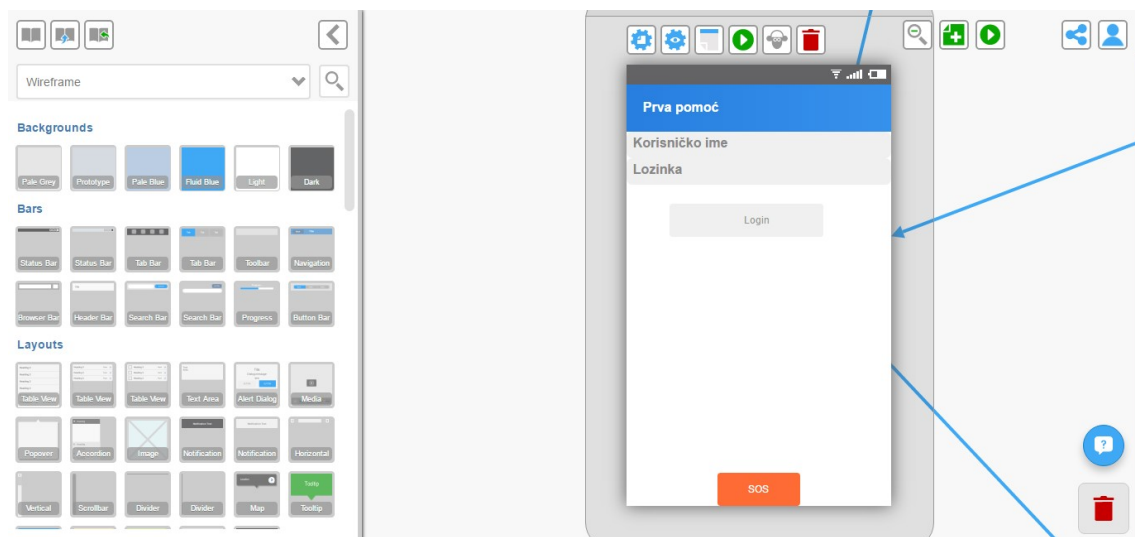 Wireframe
Backgrounds
Pale Grey Prototype Pale Blue Fluid Blue Light Dark
Bars
Status Bar Status Bar Tab Bar Tab Bar Toolbar Navigation
Browser Bar Header Bar Search Bar Search Bar Progress Button Bar
Layouts
Table View Table View Table View Text Area Alert Dialog Media
Popover Accordion Image Notification Notification Horizontal
Vertical Scrollbar Divider Divider Map Tooltip
Prva pomoć
Korisničko ime
Lozinka
Login
SOS